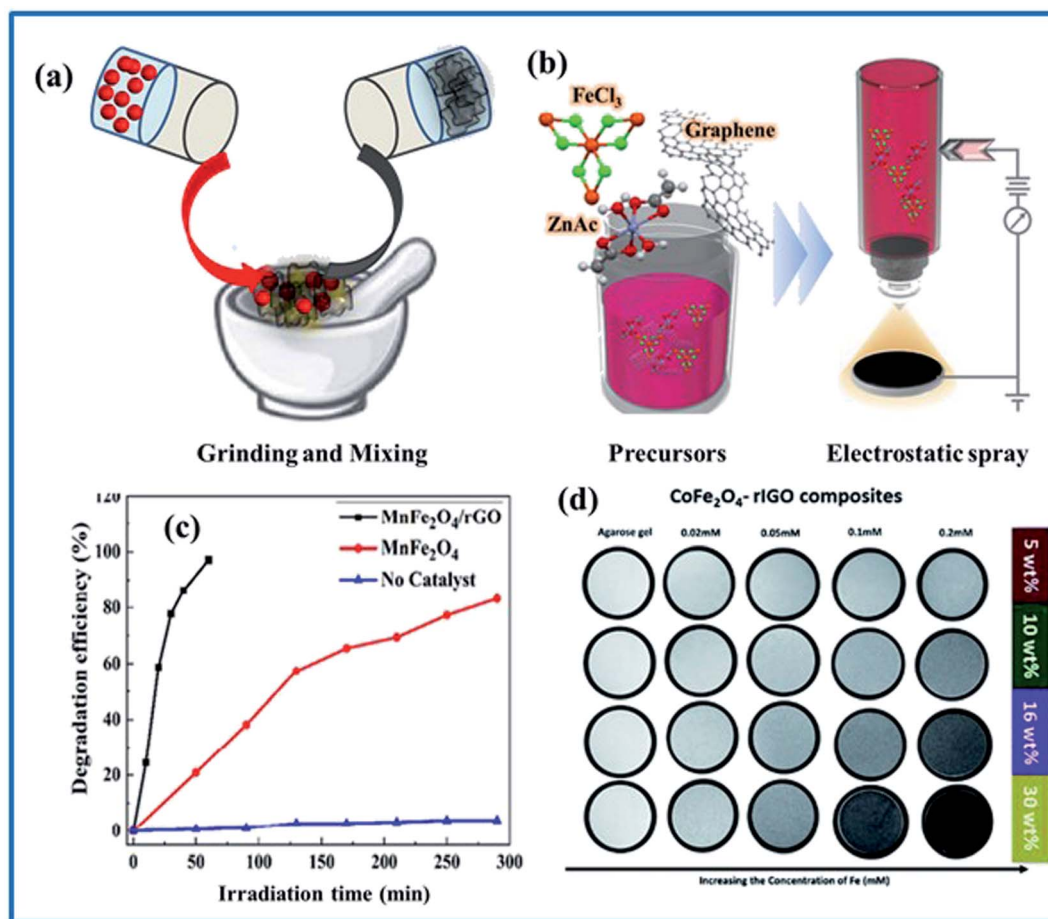 (a)
(b)
FeCl₃
Graphene
ZnAc
Grinding and Mixing
Precursors
Electrostatic spray
(c)
MnFe₂O₄/rGO
MnFe₂O₄
No Catalyst
Degradation efficiency (%)
120
100
80
60
40
20
0
0 50 100 150 200 250 300
Irradiation time (min)
(d)
CoFe₂O₄- rIGO composites
Agarose gel 0.02mM 0.05mM 0.1mM 0.2mM
5 wt%
10 wt%
16 wt%
30 wt%
Increasing the Concentration of Fe (mM)